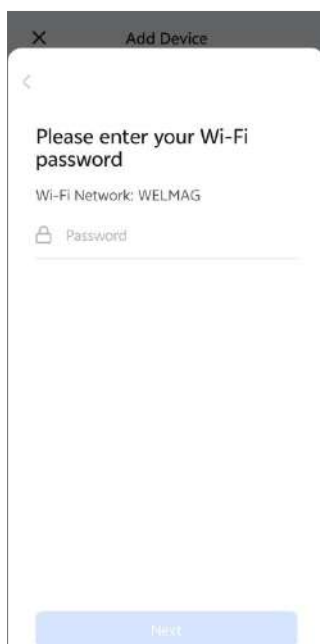 Add Device
Please enter your Wi-Fi
password
Wi-Fi Network: WELMAG
Password
Next